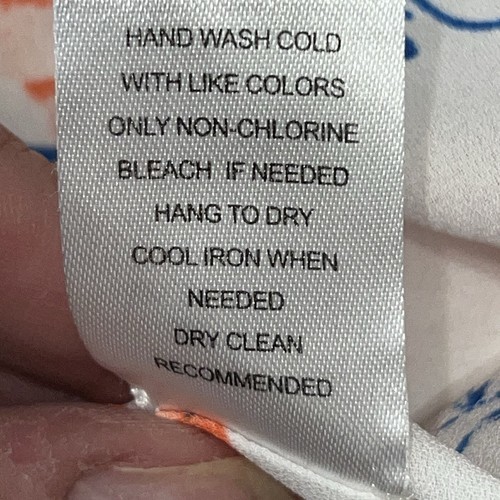 HAND WASH COLD
WITH LIKE COLORS
ONLY NON-CHLORINE
BLEACH IF NEEDED
HANG TO DRY
COOL IRON WHEN
NEEDED
DRY CLEAN
RECOMMENDED